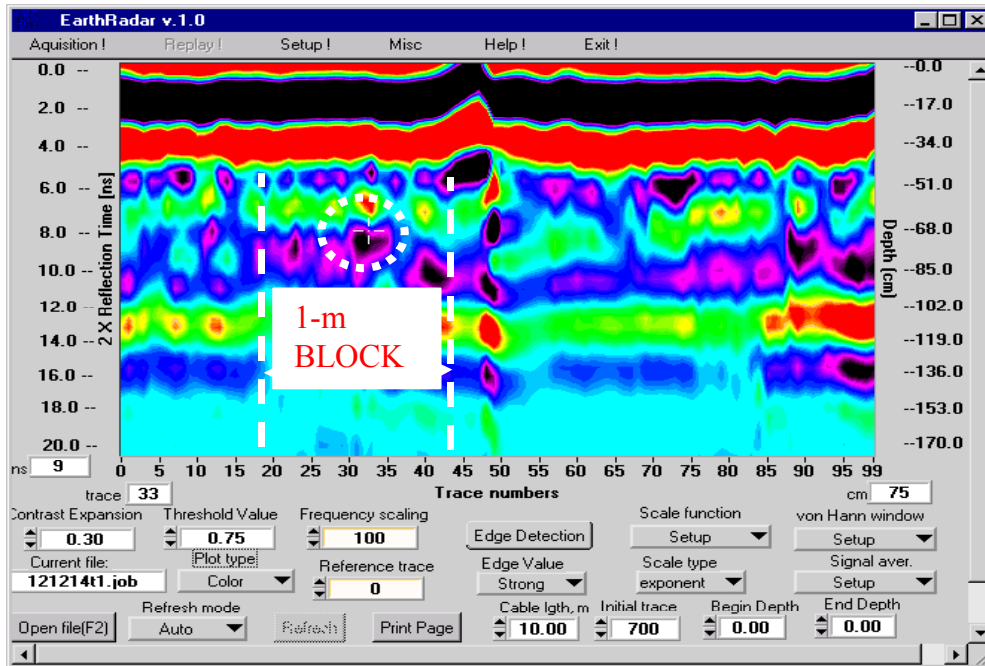 EarthRadar v.1.0
Aquisition ! Replay ! Setup ! Misc Help ! Exit !
0.0 --
2.0 --
4.0 --
6.0 --
8.0 --
10.0 --
12.0 --
14.0 --
16.0 --
18.0 --
20.0 --
2 X Reflection Time [ns]
1-m
BLOCK
--0.0
--17.0
--34.0
--51.0
--68.0
--85.0
--102.0
--119.0
--136.0
--153.0
--170.0
Depth [cm]
ns 9
0 5 10 15 20 25 30 35 40 45 50 55 60 65 70 75 80 85 90 95 99
trace 33
Trace numbers
cm 75
Contrast Expansion
0.30
Threshold Value
0.75
Frequency scaling
100
Edge Detection
Scale function
Setup
von Hann window
Setup
Current file:
121214t1.job
Plot type
Color
Reference trace
0
Edge Value
Strong
Scale type
exponent
Signal aver.
Setup
Open file(F2)
Refresh mode
Auto
Refresh
Print Page
Cable lgth, m
10.00
Initial trace
700
Begin Depth
0.00
End Depth
0.00